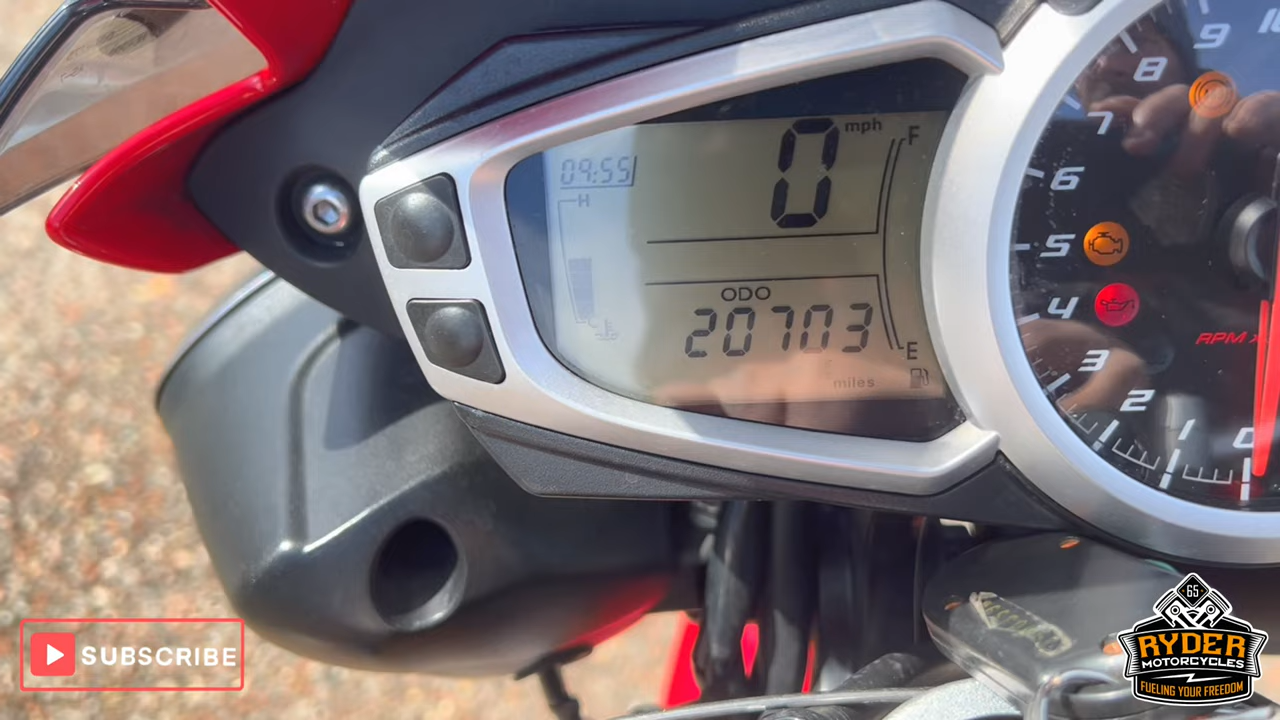 09:55
H
C
0 mph
F
ODO
20703
miles
E
10
9
8
7
6
5
4
3
2
1
0
RPM x
SUBSCRIBE
65
RYDER
MOTORCYCLES
FUELING YOUR FREEDOM